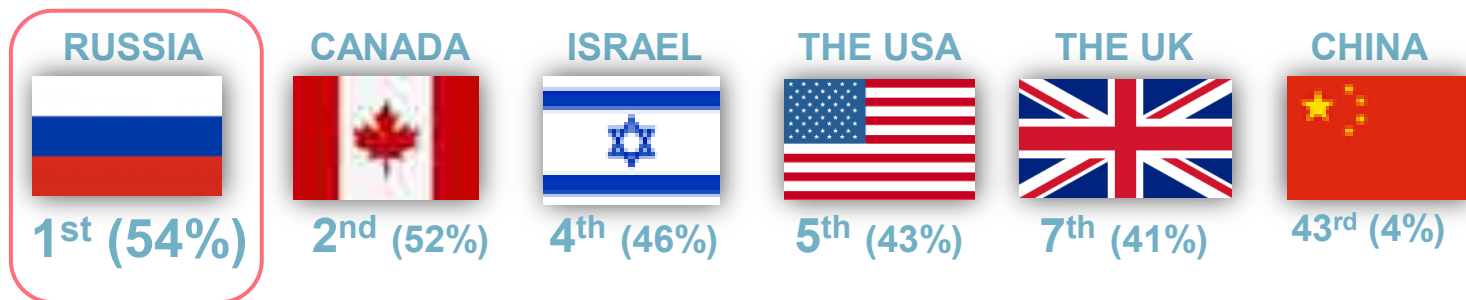 RUSSIA CANADA ISRAEL THE USA THE UK CHINA
1st (54%) 2nd (52%) 4th (46%) 5th (43%) 7th (41%) 43rd (4%)